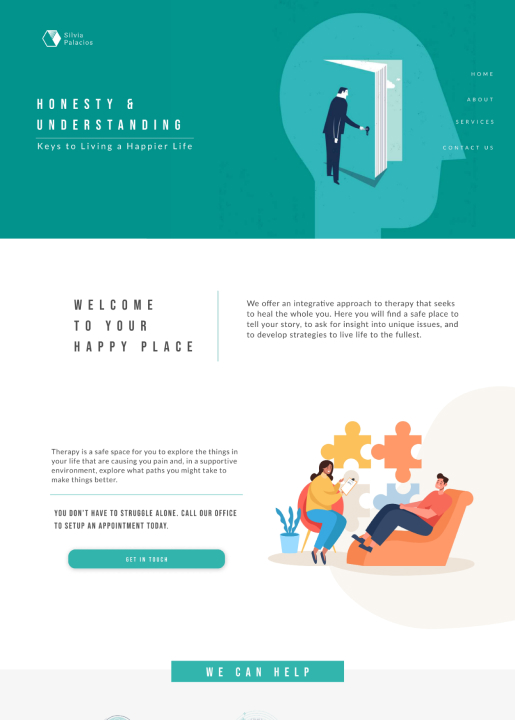 Silvia
Palacios
HOME
HONESTY &
ABOUT
UNDERSTANDING
SERVICES
Keys to Living a Happier Life
CONTACT US
WELCOME
TO YOUR
HAPPY PLACE
We offer an integrative approach to therapy that seeks
to heal the whole you. Here you will find a safe place to
tell your story, to ask for insight into unique issues, and
to develop strategies to live life to the fullest.
Therapy is a safe space for you to explore the things in
your life that are causing you pain and, in a supportive
environment, explore what paths you might take to
make things better.
YOU DON'T HAVE TO STRUGGLE ALONE. CALL OUR OFFICE
TO SETUP AN APPOINTMENT TODAY.
GET IN TOUCH
WE CAN HELP